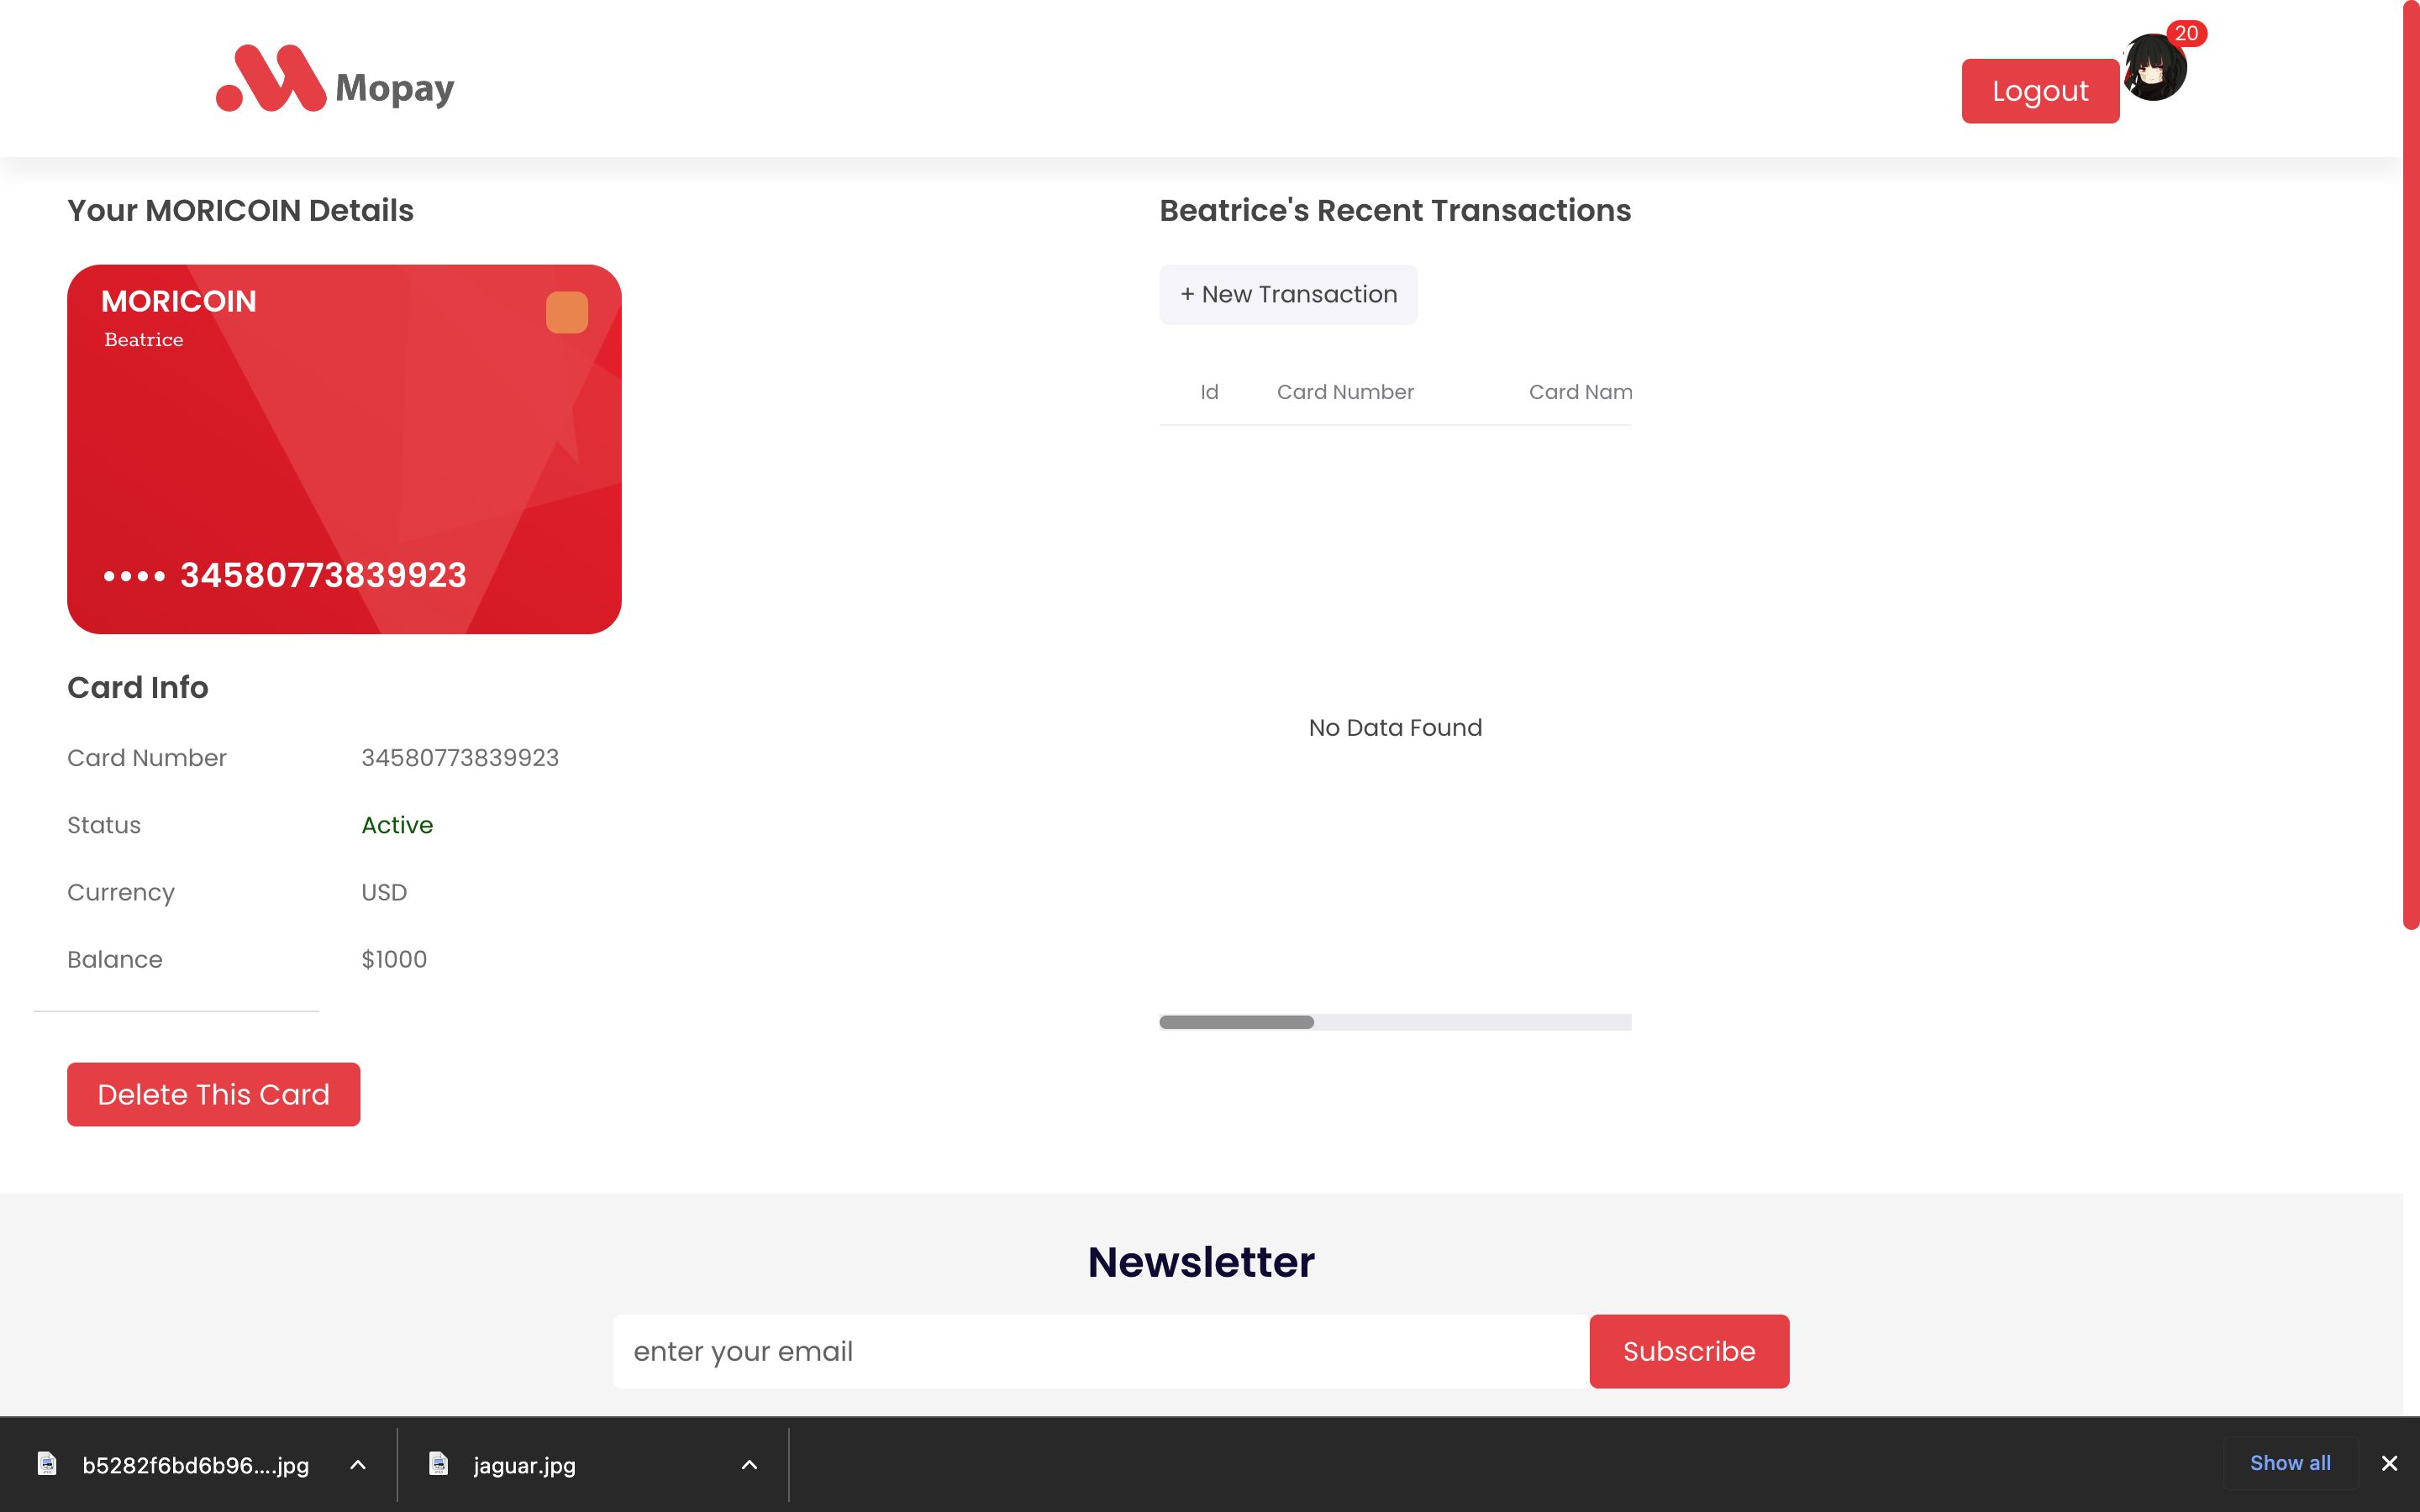 Mopay
Logout
20
Your MORICOIN Details
MORICOIN
Beatrice
•••• 34580773839923
Card Info
Card Number 34580773839923
Status Active
Currency USD
Balance $1000
Delete This Card
Beatrice's Recent Transactions
+ New Transaction
Id Card Number Card Nam
No Data Found
Newsletter
enter your email
Subscribe
b5282f6bd6b96....jpg
jaguar.jpg
Show all